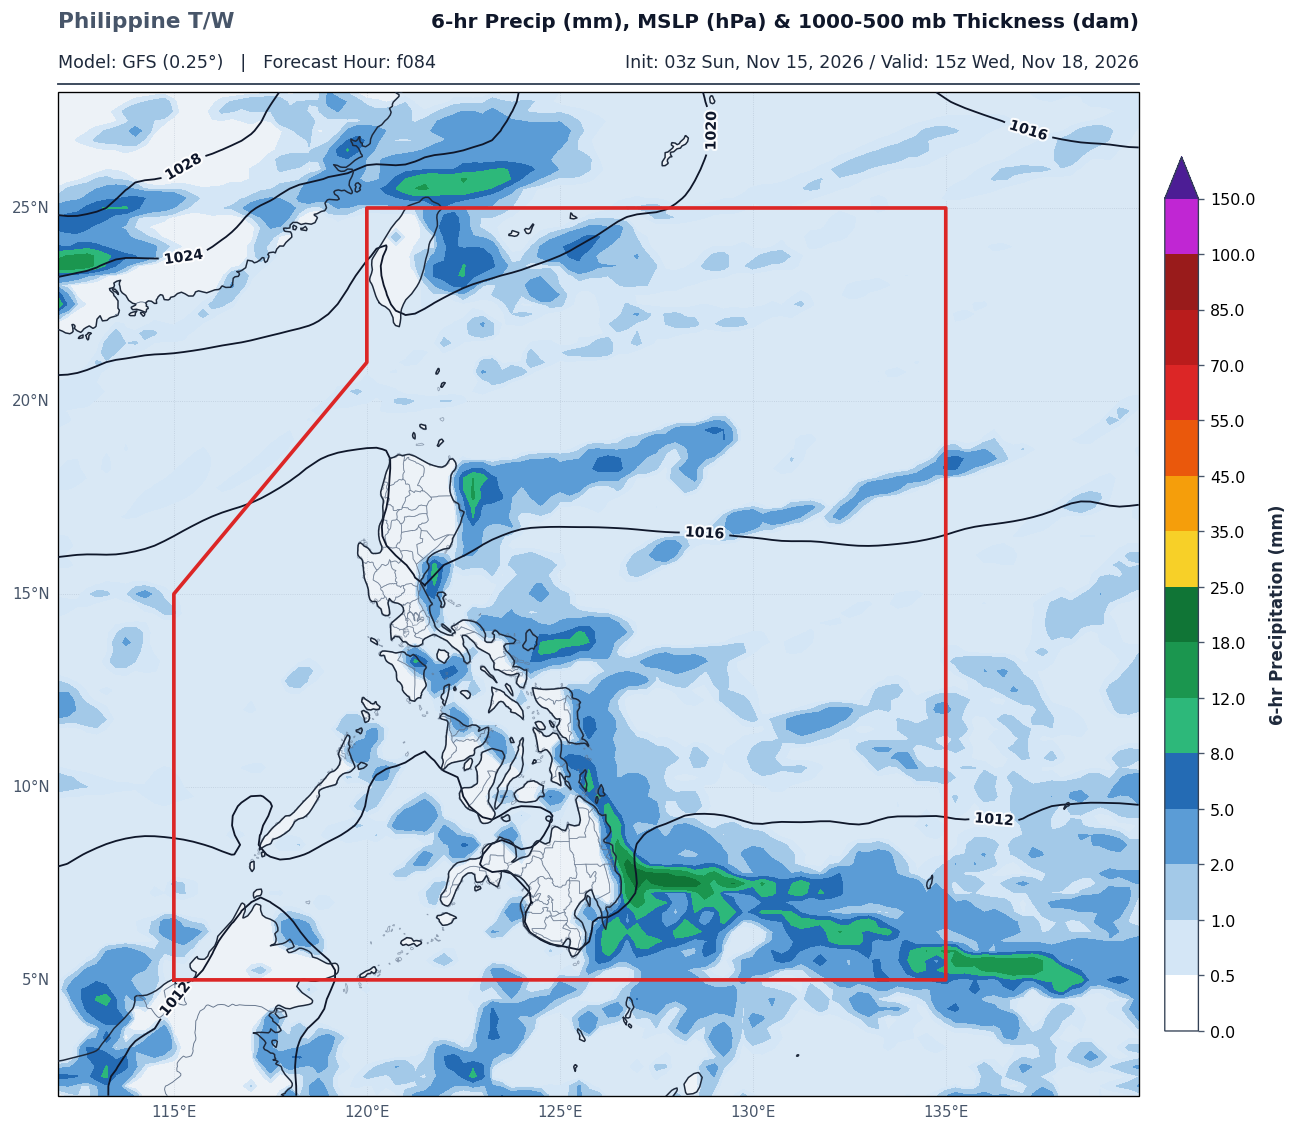 Philippine T/W
6-hr Precip (mm), MSLP (hPa) & 1000-500 mb Thickness (dam)
Model: GFS (0.25°) | Forecast Hour: f084
Init: 03z Sun, Nov 15, 2026 / Valid: 15z Wed, Nov 18, 2026
1020
1016
1028
25°N
1024
20°N
1016
15°N
10°N
1012
5°N
1012
115°E
120°E
125°E
130°E
135°E
150.0
100.0
85.0
70.0
55.0
45.0
35.0
25.0
18.0
12.0
8.0
5.0
2.0
1.0
0.5
0.0
6-hr Precipitation (mm)